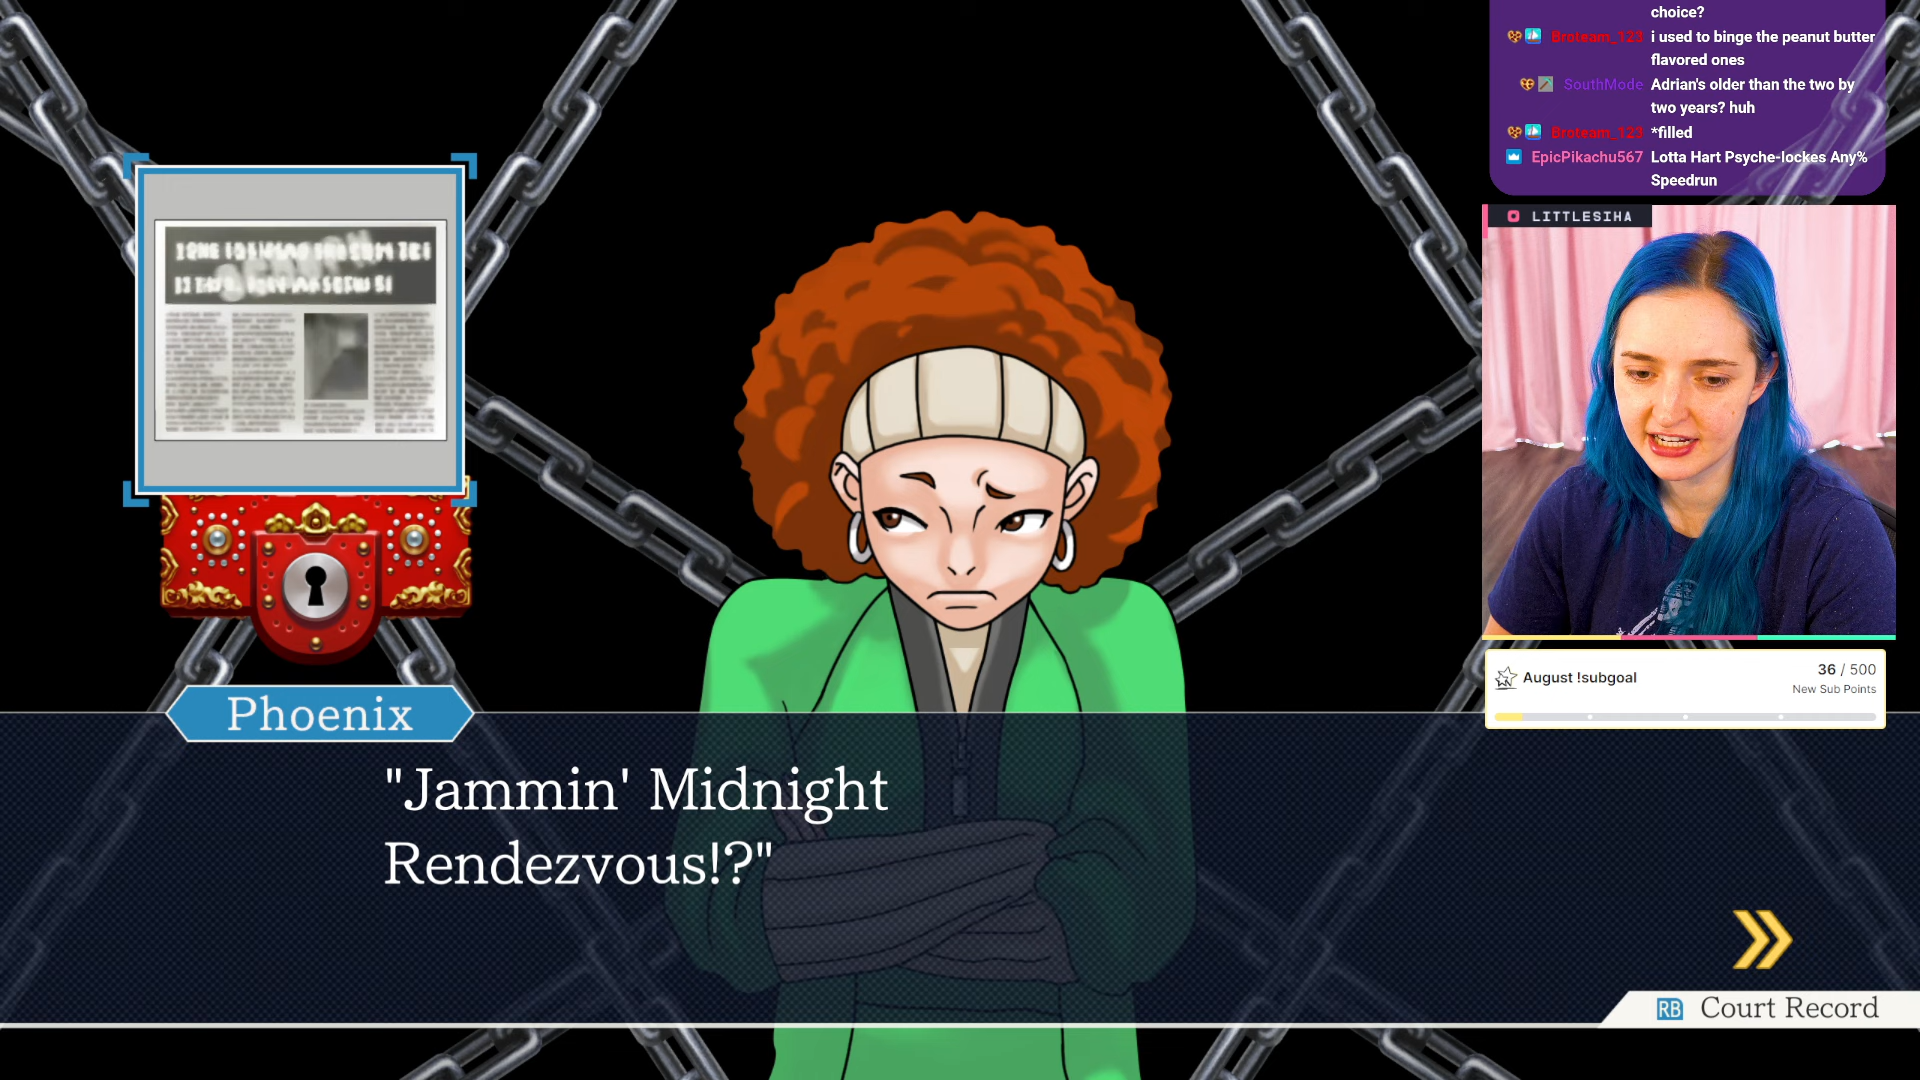 choice?
Broteam_123 i used to binge the peanut butter
flavored ones
SouthMode Adrian's older than the two by
two years? huh
Broteam_123 *filled
EpicPikachu567 Lotta Hart Psyche-lockes Any%
Speedrun
LITTLESIHA
36 / 500
August !subgoal
New Sub Points
Phoenix
"Jammin' Midnight
Rendezvous!?"
RB Court Record